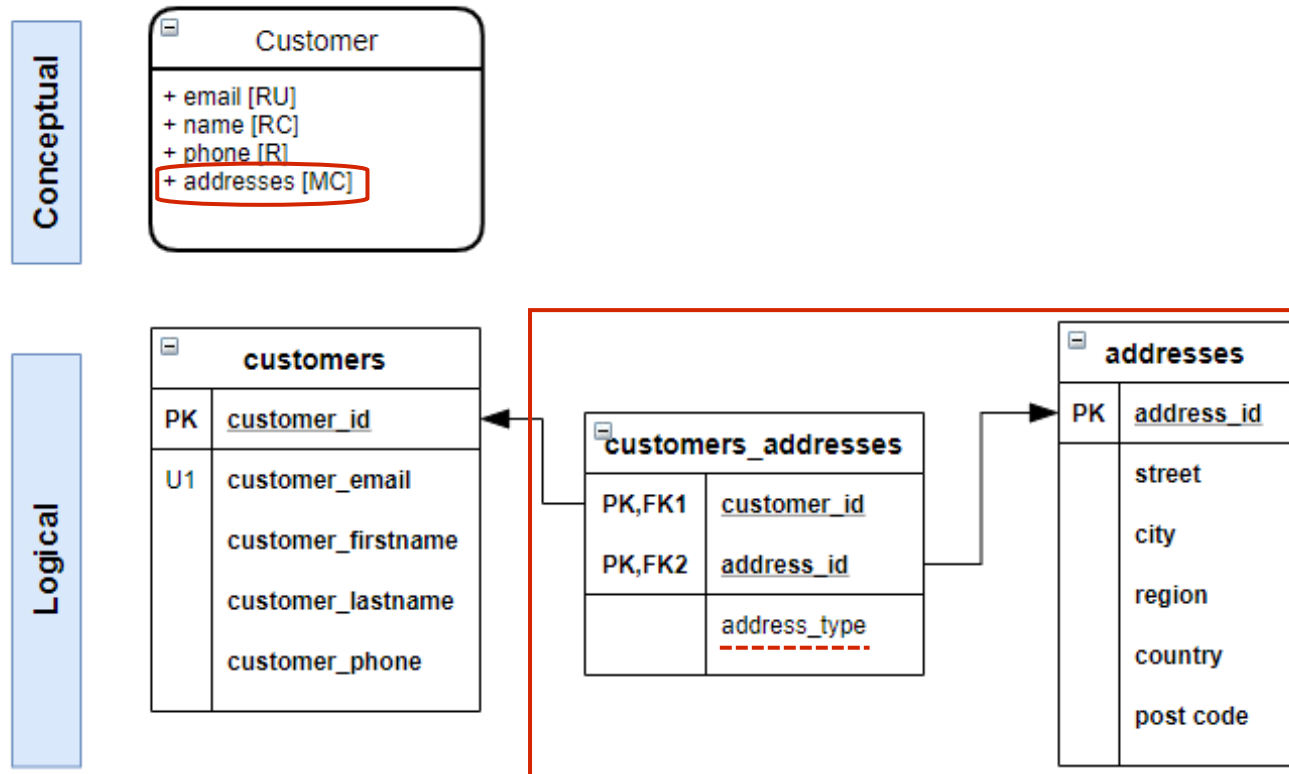 Conceptual
Customer
+ email [RU]
+ name [RC]
+ phone [R]
+ addresses [MC]
Logical
customers
PK customer_id
U1 customer_email
customer_firstname
customer_lastname
customer_phone
customers_addresses
PK,FK1 customer_id
PK,FK2 address_id
address_type
addresses
PK address_id
street
city
region
country
post code